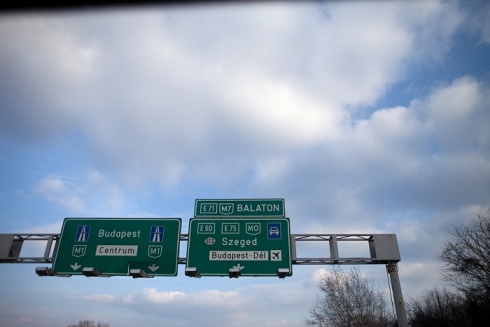 Budapest
M1 Centrum M1
E71 M7 BALATON
E60 E75 M0
Szeged
Budapest-Dél